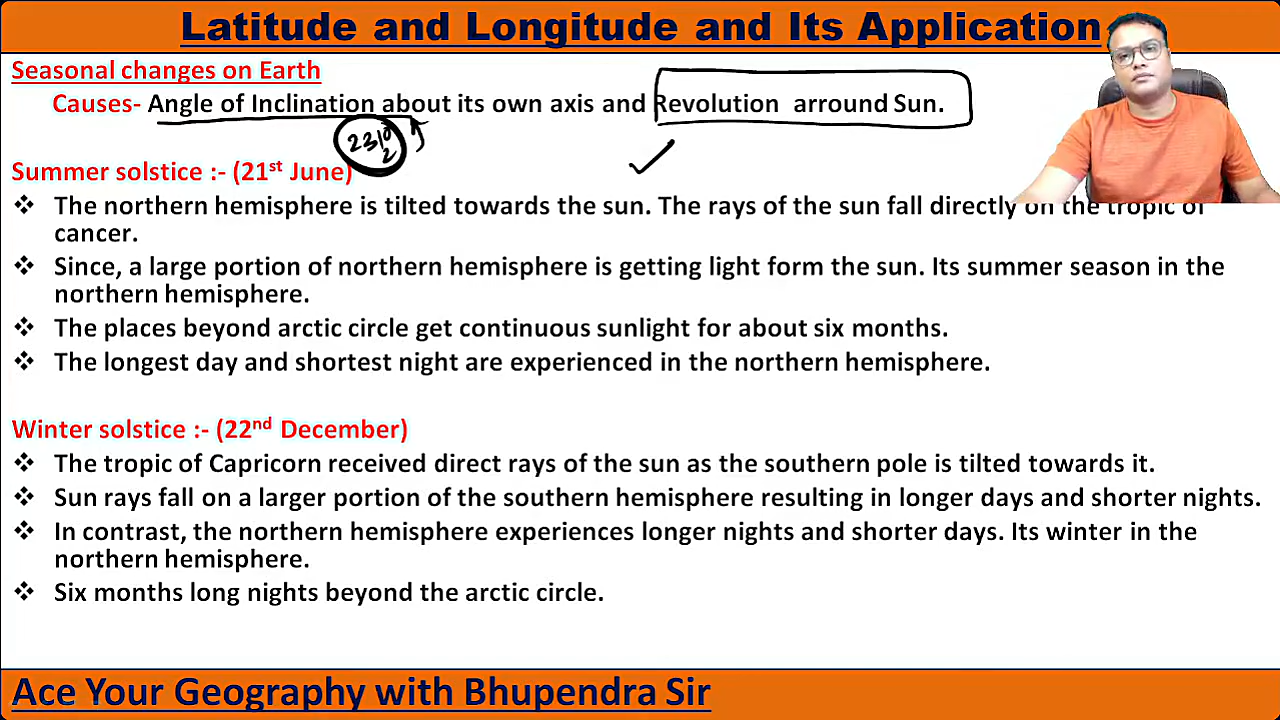 Latitude and Longitude and Its Application
Seasonal changes on Earth
Causes- Angle of Inclination about its own axis and Revolution arround Sun.
23½°
Summer solstice :- (21st June)
❖ The northern hemisphere is tilted towards the sun. The rays of the sun fall directly on the tropic of
cancer.
❖ Since, a large portion of northern hemisphere is getting light form the sun. Its summer season in the
northern hemisphere.
❖ The places beyond arctic circle get continuous sunlight for about six months.
❖ The longest day and shortest night are experienced in the northern hemisphere.
Winter solstice :- (22nd December)
❖ The tropic of Capricorn received direct rays of the sun as the southern pole is tilted towards it.
❖ Sun rays fall on a larger portion of the southern hemisphere resulting in longer days and shorter nights.
❖ In contrast, the northern hemisphere experiences longer nights and shorter days. Its winter in the
northern hemisphere.
❖ Six months long nights beyond the arctic circle.
Ace Your Geography with Bhupendra Sir